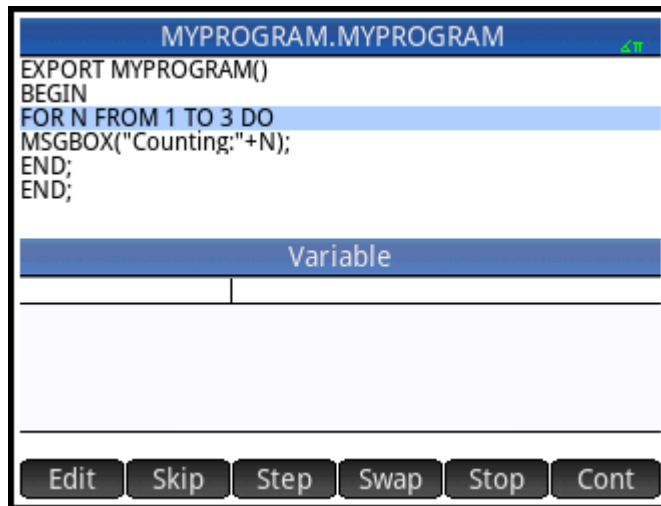 MYPROGRAM.MYPROGRAM
∡π
EXPORT MYPROGRAM()
BEGIN
FOR N FROM 1 TO 3 DO
MSGBOX("Counting:"+N);
END;
END;
Variable
Edit Skip Step Swap Stop Cont